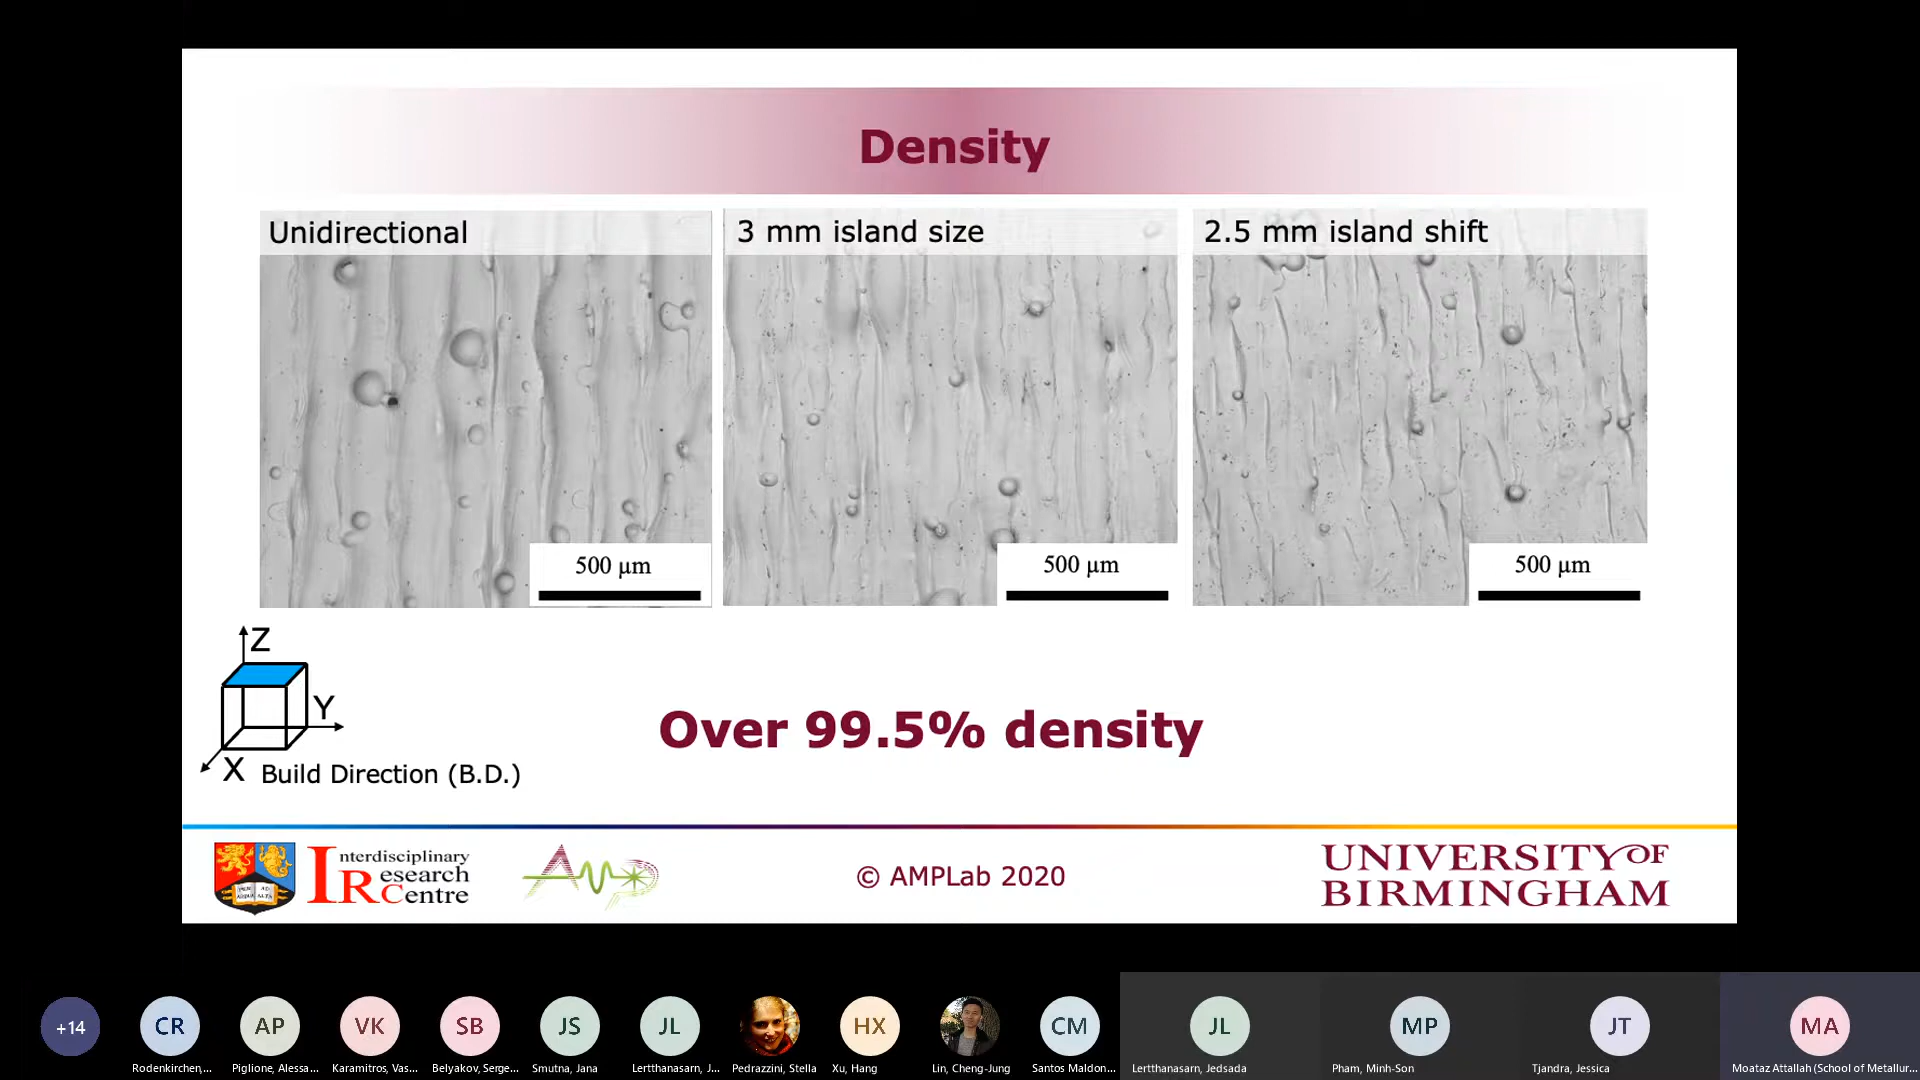 Density
Unidirectional
3 mm island size
2.5 mm island shift
500 µm
500 µm
500 µm
Z
Y
X
Build Direction (B.D.)
Over 99.5% density
Interdisciplinary
Research
Centre
AMP
© AMPLab 2020
UNIVERSITY OF
BIRMINGHAM
+14
CR
AP
VK
SB
JS
JL
HX
CM
JL
MP
JT
MA
Rodenkirchen,...
Piglione, Alessa...
Karamitros, Vas...
Belyakov, Serge...
Smutna, Jana
Lertthanasarn, J...
Pedrazzini, Stella
Xu, Hang
Lin, Cheng-Jung
Santos Maldon...
Lertthanasarn, Jedsada
Pham, Minh-Son
Tjandra, Jessica
Moataz Attallah (School of Metallur...